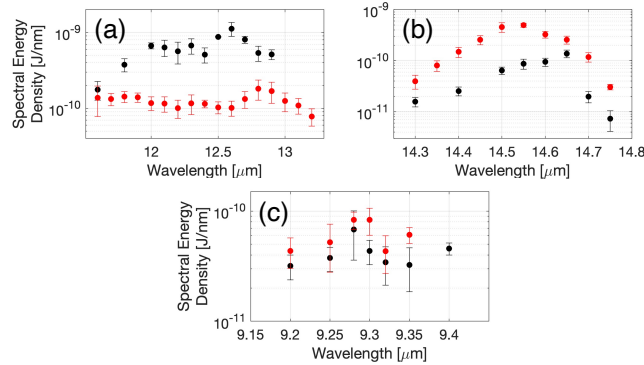 (a)
Spectral Energy
Density [J/nm]
10⁻⁹
10⁻¹⁰
12
12.5
13
Wavelength [μm]
(b)
10⁻⁹
10⁻¹⁰
10⁻¹¹
14.3
14.4
14.5
14.6
14.7
14.8
Wavelength [μm]
(c)
Spectral Energy
Density [J/nm]
10⁻¹⁰
10⁻¹¹
9.15
9.2
9.25
9.3
9.35
9.4
Wavelength [μm]